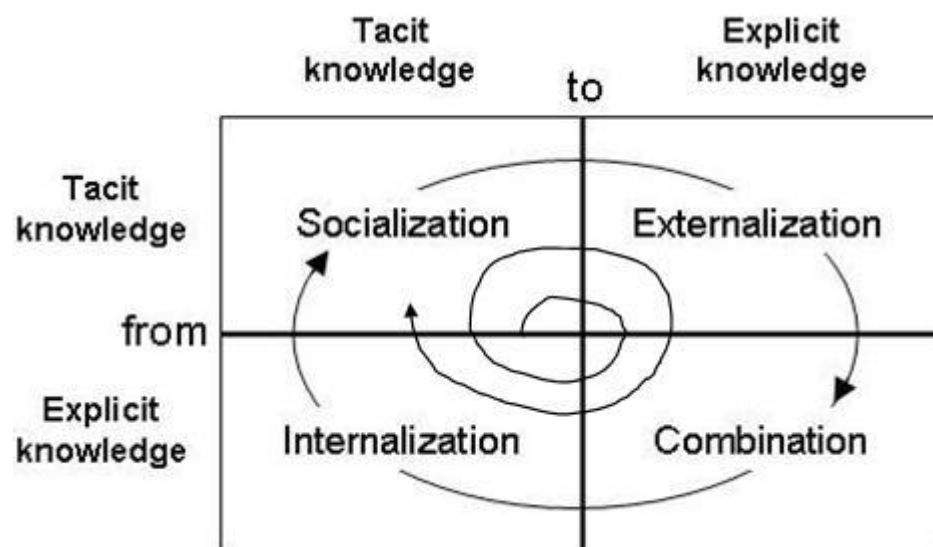 Tacit
knowledge
Explicit
knowledge
to
Tacit
knowledge
Socialization
Externalization
from
Explicit
knowledge
Internalization
Combination